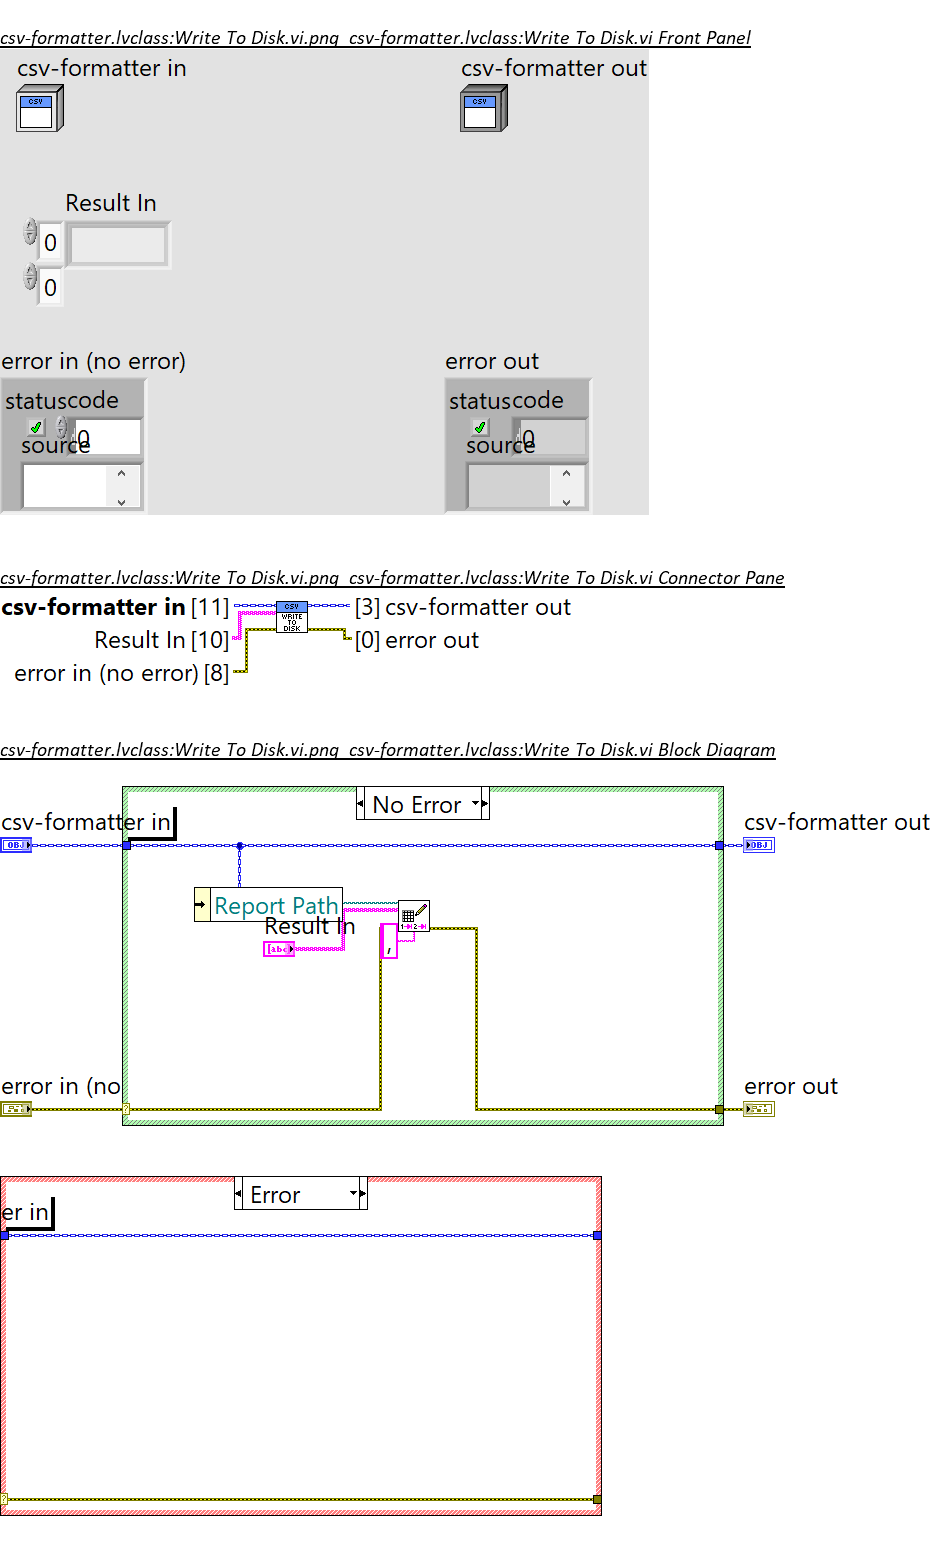 csv-formatter.lvclass:Write To Disk.vi.png csv-formatter.lvclass:Write To Disk.vi Front Panel
csv-formatter in
csv-formatter out
CSV
CSV
Result In
0
0
error in (no error)
error out
status code
status code
0
0
source
source
csv-formatter.lvclass:Write To Disk.vi.png csv-formatter.lvclass:Write To Disk.vi Connector Pane
csv-formatter in [11]
CSV
WRITE
TO
DISK
[3] csv-formatter out
Result In [10]
[0] error out
error in (no error) [8]
csv-formatter.lvclass:Write To Disk.vi.png csv-formatter.lvclass:Write To Disk.vi Block Diagram
No Error
csv-formatter in
csv-formatter out
OBJ
OBJ
Report Path
Result In
[abc]
1 2
,
error in (no
error out
?
Error
er in
?